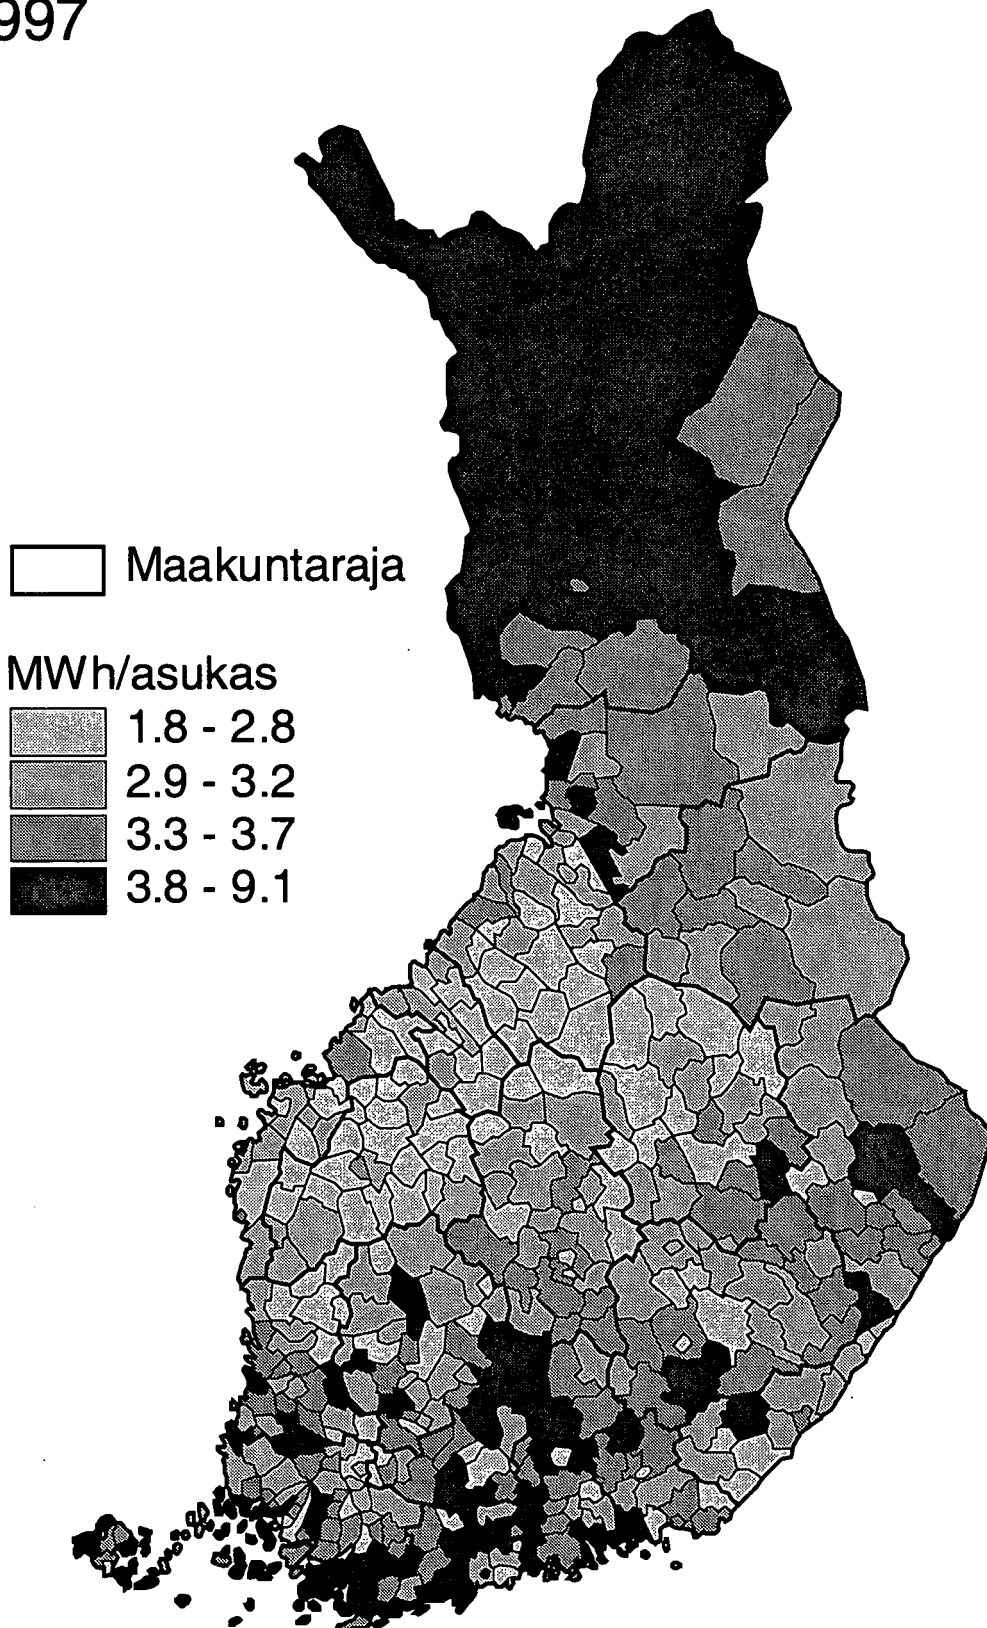 997
Maakuntaraja
MWh/asukas
1.8 - 2.8
2.9 - 3.2
3.3 - 3.7
3.8 - 9.1